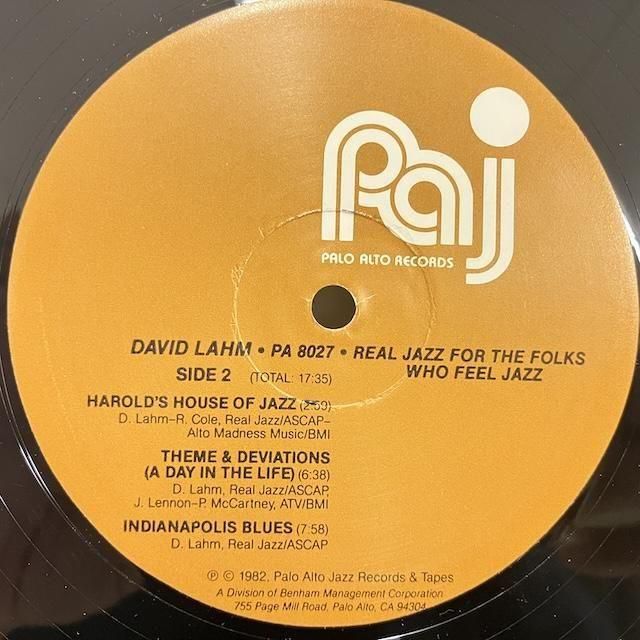 Paj
PALO ALTO RECORDS
DAVID LAHM • PA 8027 • REAL JAZZ FOR THE FOLKS
WHO FEEL JAZZ
SIDE 2 (TOTAL: 17:35)
HAROLD'S HOUSE OF JAZZ (2:59)
D. Lahm–R. Cole, Real Jazz/ASCAP–
Alto Madness Music/BMI
THEME & DEVIATIONS
(A DAY IN THE LIFE) (6:38)
D. Lahm, Real Jazz/ASCAP,
J. Lennon-P. McCartney, ATV/BMI
INDIANAPOLIS BLUES (7:58)
D. Lahm, Real Jazz/ASCAP
℗ © 1982, Palo Alto Jazz Records & Tapes
A Division of Benham Management Corporation
755 Page Mill Road, Palo Alto, CA 94304